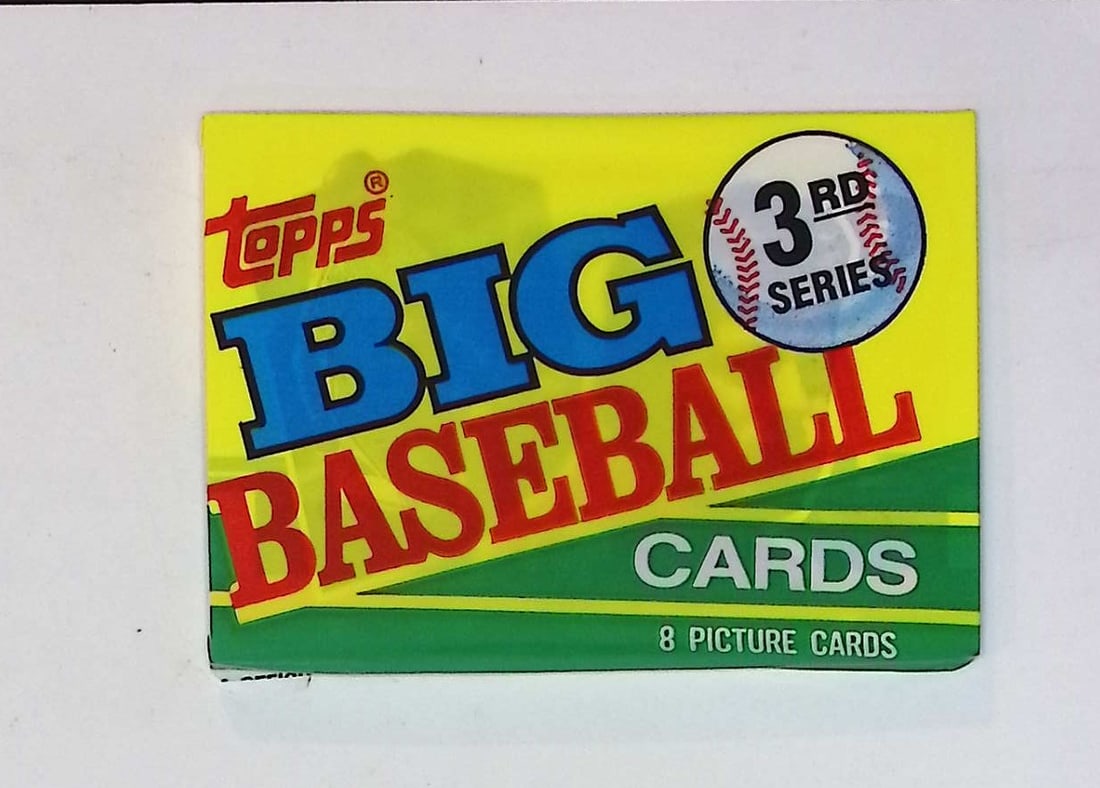 Topps®
BIG
3RD
SERIES
BASEBALL
CARDS
8 PICTURE CARDS